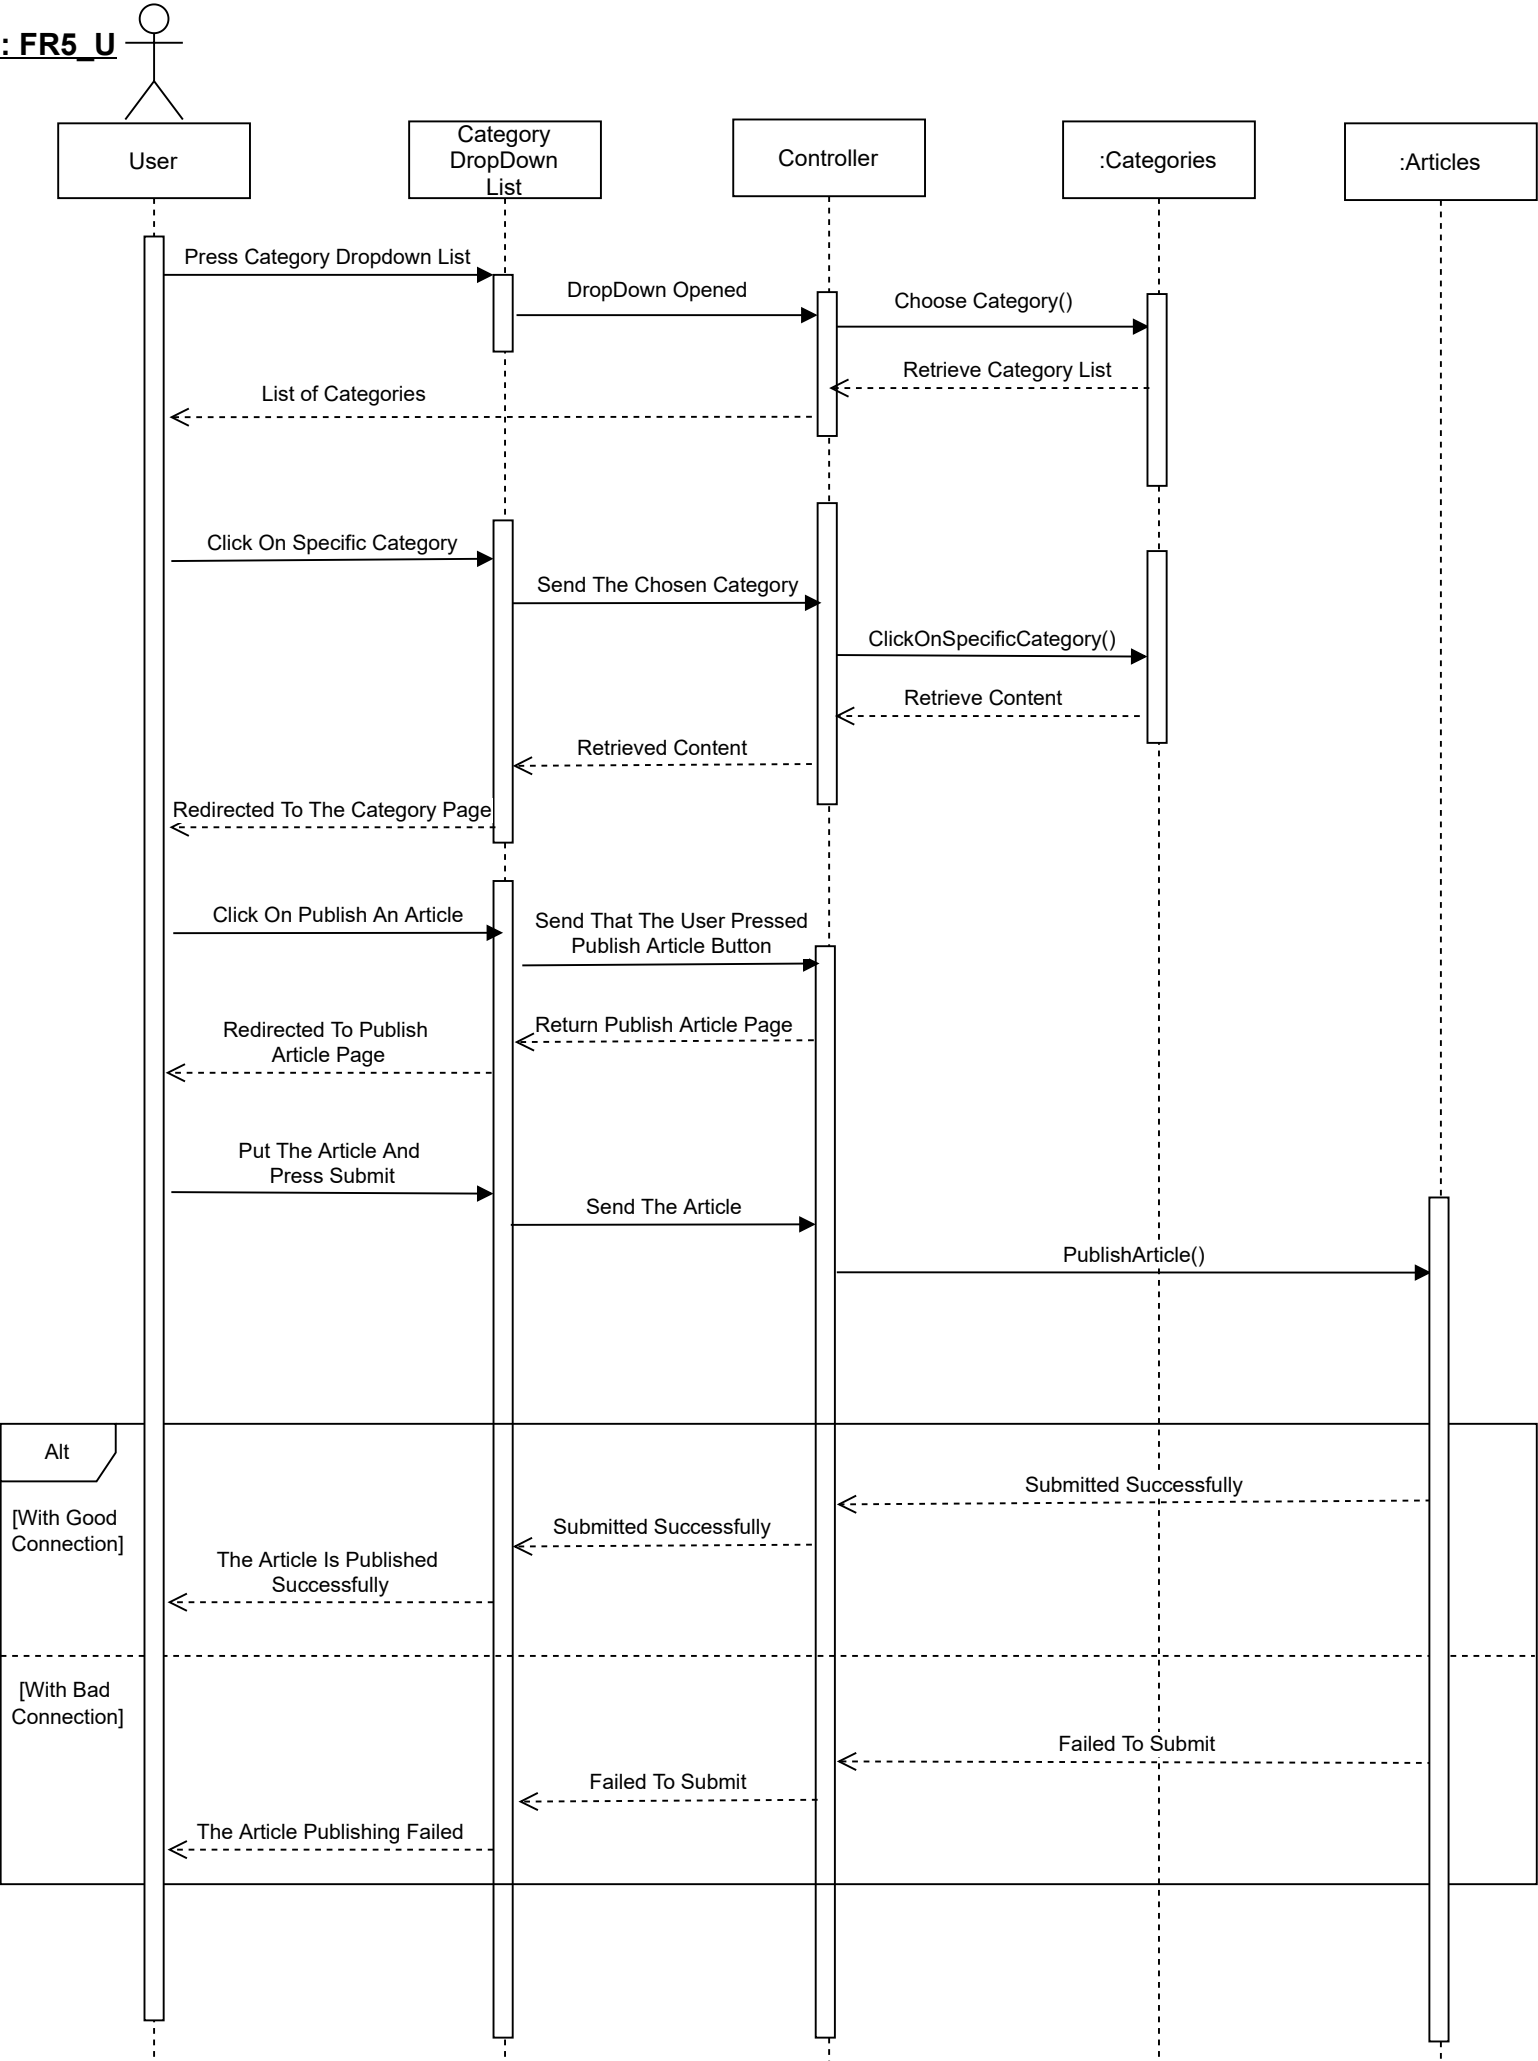 : FR5_U
User
Category
DropDown
List
Controller
:Categories
:Articles
Press Category Dropdown List
DropDown Opened
Choose Category()
Retrieve Category List
List of Categories
Click On Specific Category
Send The Chosen Category
ClickOnSpecificCategory()
Retrieve Content
Retrieved Content
Redirected To The Category Page
Click On Publish An Article
Send That The User Pressed
Publish Article Button
Return Publish Article Page
Redirected To Publish
Article Page
Put The Article And
Press Submit
Send The Article
PublishArticle()
Alt
[With Good
Connection]
Submitted Successfully
Submitted Successfully
The Article Is Published
Successfully
[With Bad
Connection]
Failed To Submit
Failed To Submit
The Article Publishing Failed